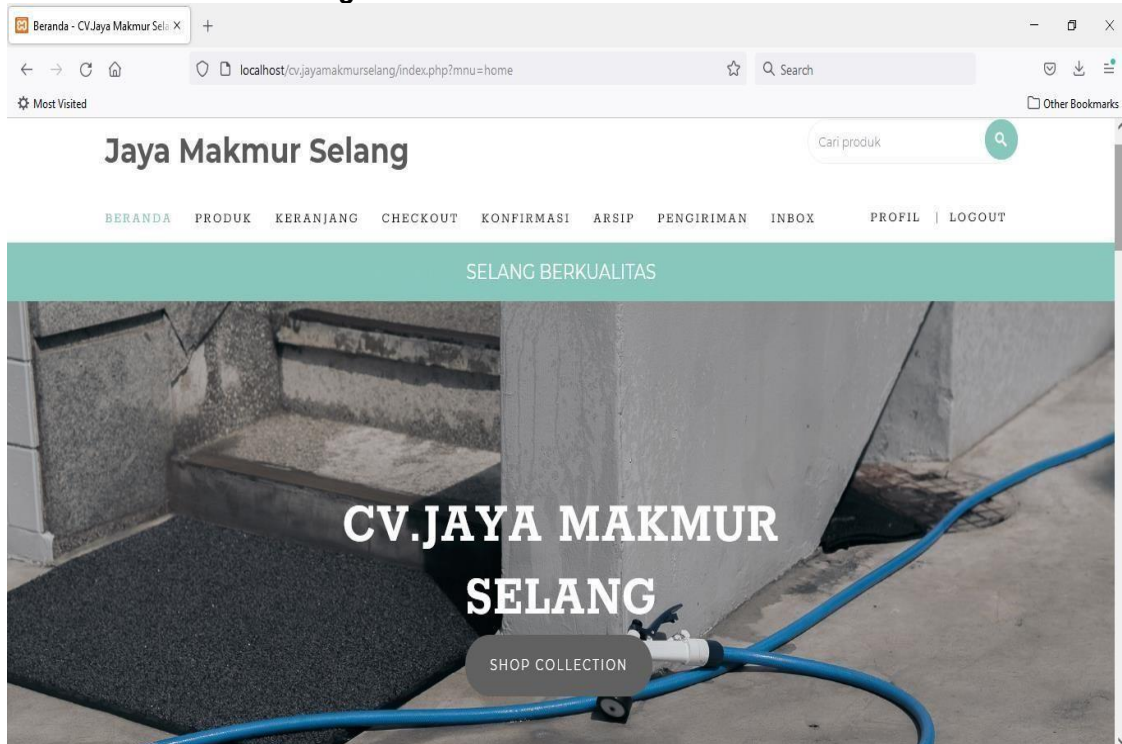 Beranda - CV.Jaya Makmur Sela
localhost/cv.jayamakmurselang/index.php?mnu=home
Search
Most Visited
Other Bookmarks
Jaya Makmur Selang
Cari produk
BERANDA PRODUK KERANJANG CHECKOUT KONFIRMASI ARSIP PENGIRIMAN INBOX PROFIL | LOGOUT
SELANG BERKUALITAS
CV.JAYA MAKMUR
SELANG
SHOP COLLECTION